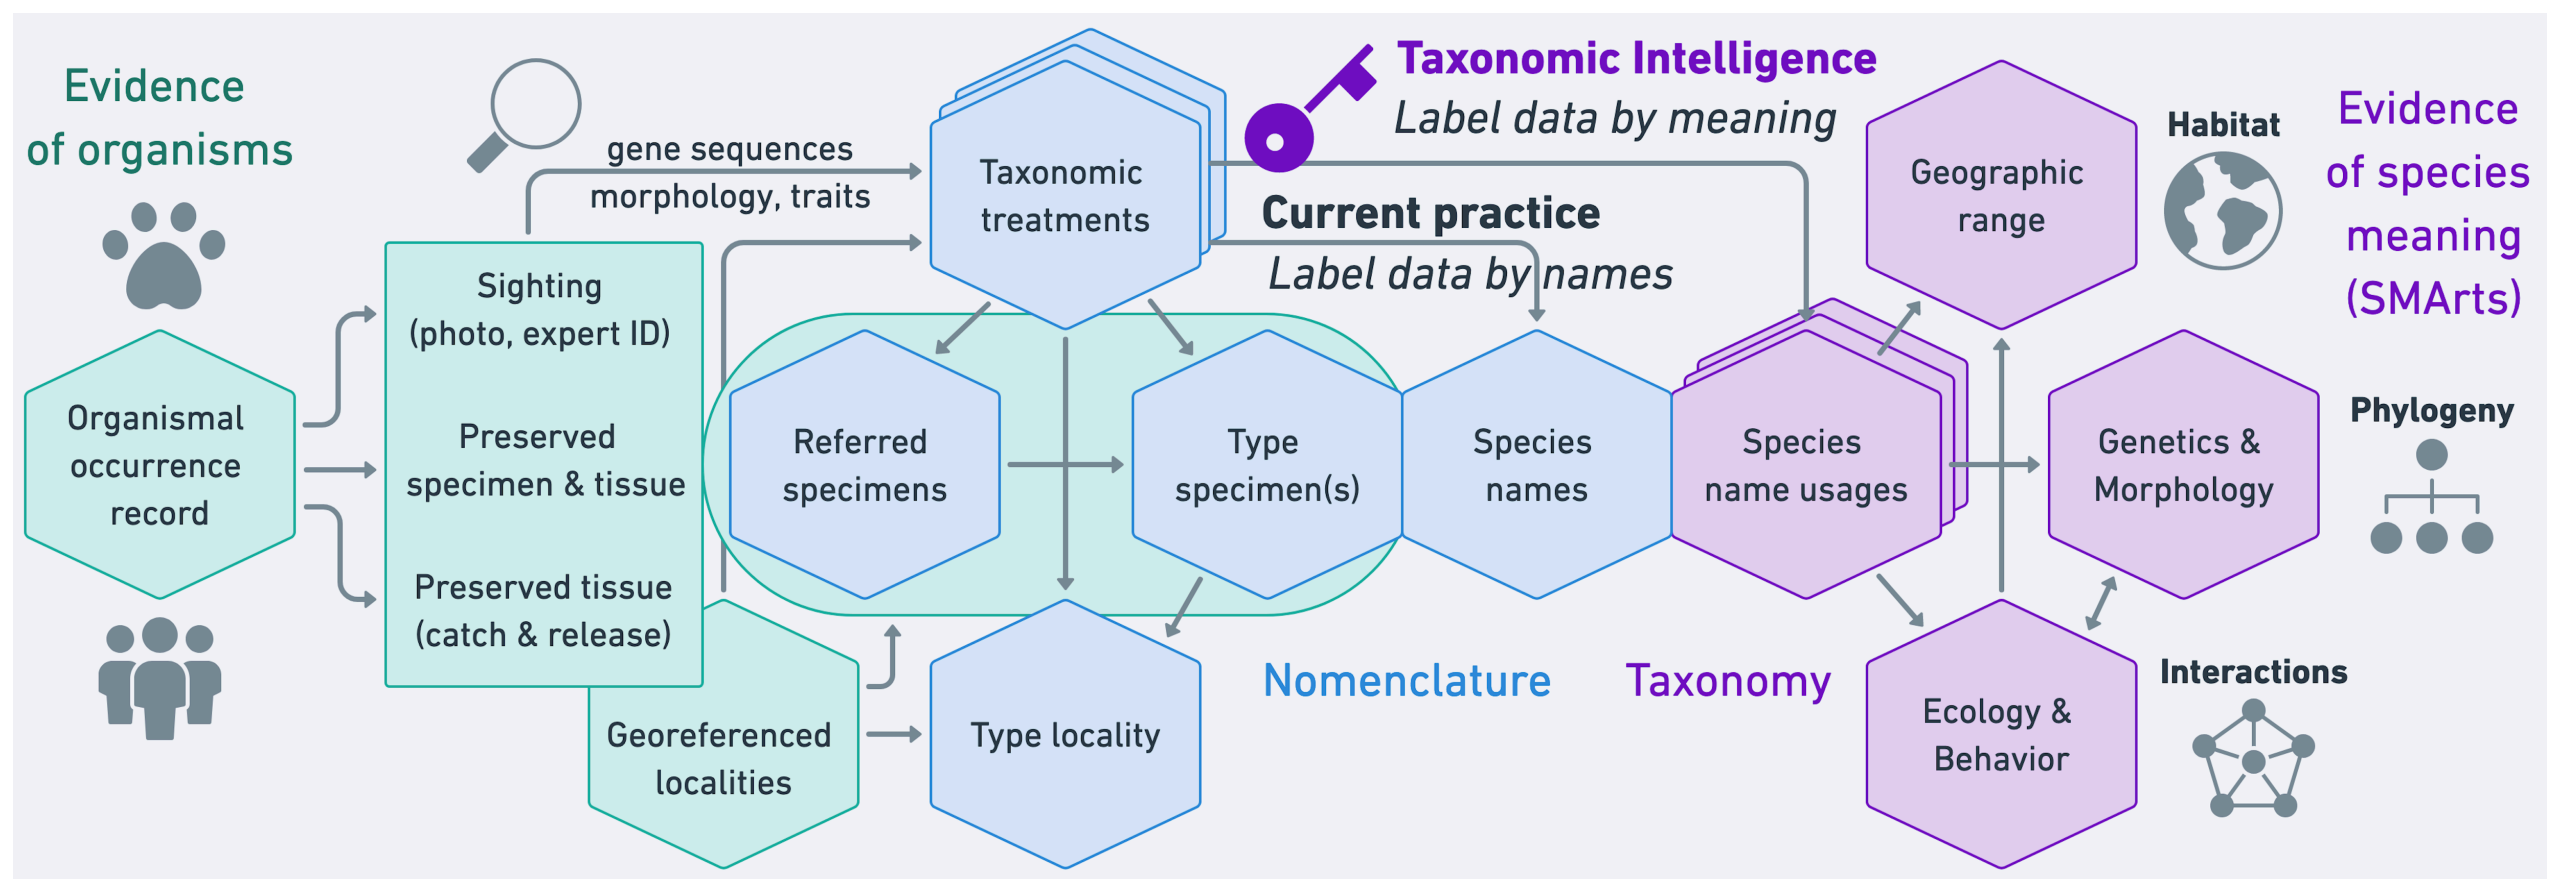 Evidence
of organisms
Organismal
occurrence
record
Sighting
(photo, expert ID)
Preserved
specimen & tissue
Preserved tissue
(catch & release)
Georeferenced
localities
gene sequences
morphology, traits
Taxonomic
treatments
Referred
specimens
Type
specimen(s)
Type locality
Taxonomic Intelligence
Label data by meaning
Current practice
Label data by names
Species
names
Nomenclature
Species
name usages
Taxonomy
Geographic
range
Genetics &
Morphology
Ecology &
Behavior
Habitat
Phylogeny
Interactions
Evidence
of species
meaning
(SMArts)